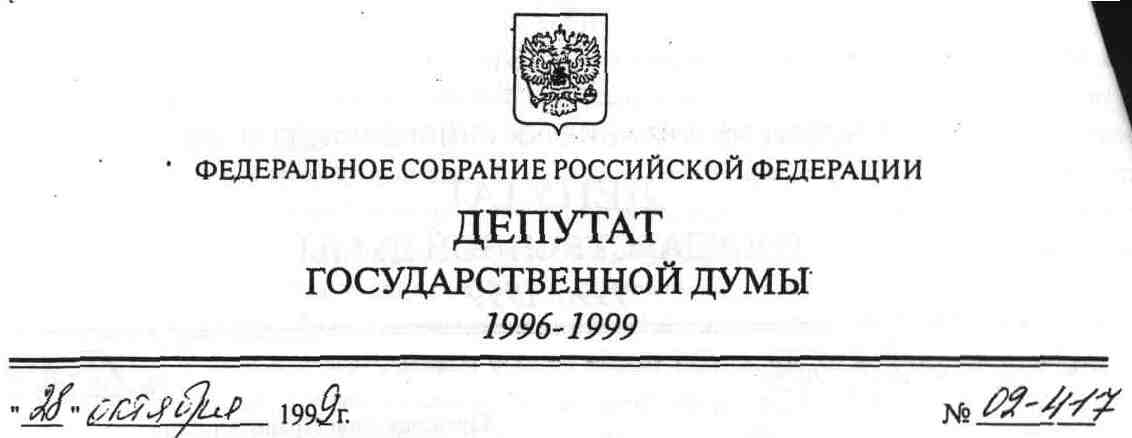 ФЕДЕРАЛЬНОЕ СОБРАНИЕ РОССИЙСКОЙ ФЕДЕРАЦИИ
ДЕПУТАТ
ГОСУДАРСТВЕННОЙ ДУМЫ
1996-1999
"28" октября 1999г. № 02-417